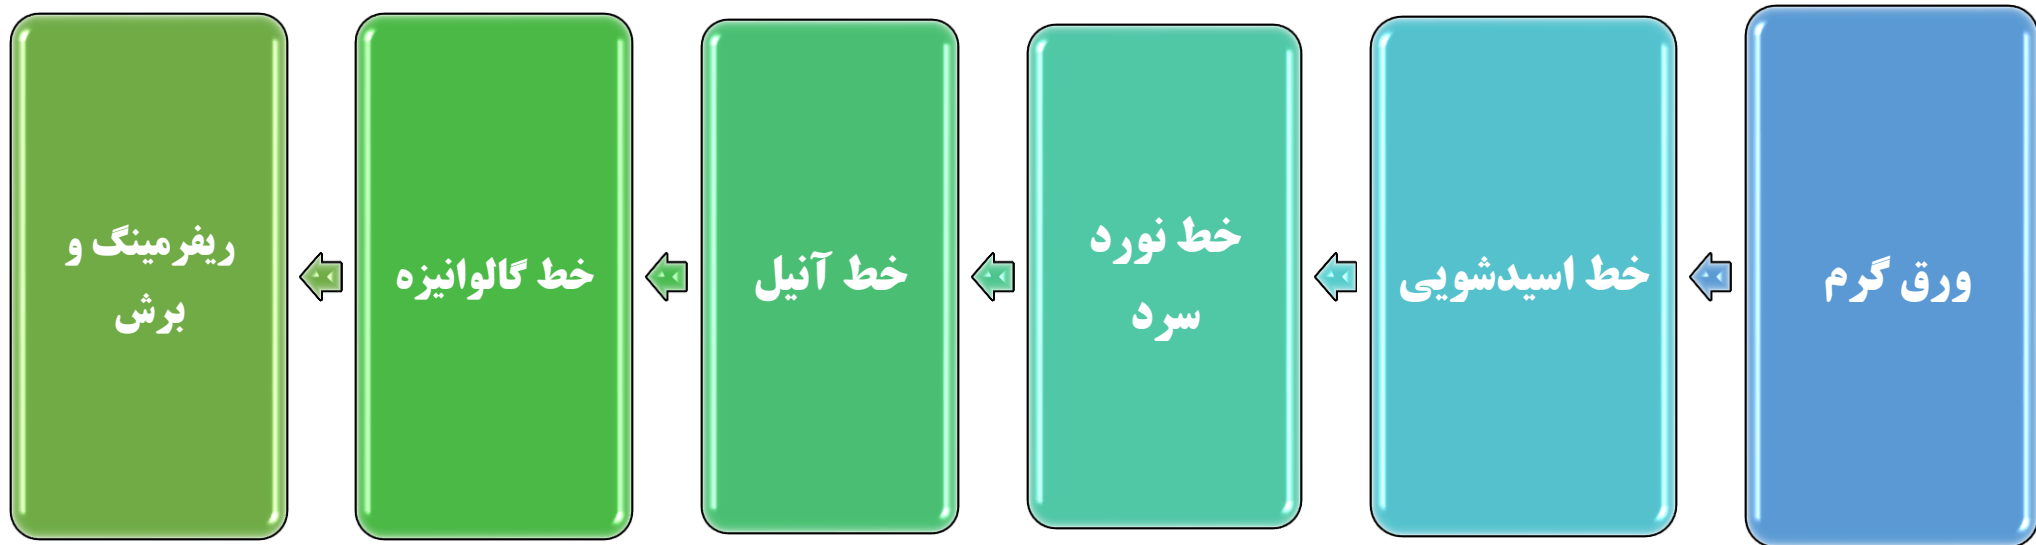 ورق گرم
خط اسیدشویی
خط نورد
سرد
خط آنیل
خط گالوانیزه
ریفرمینگ و
برش